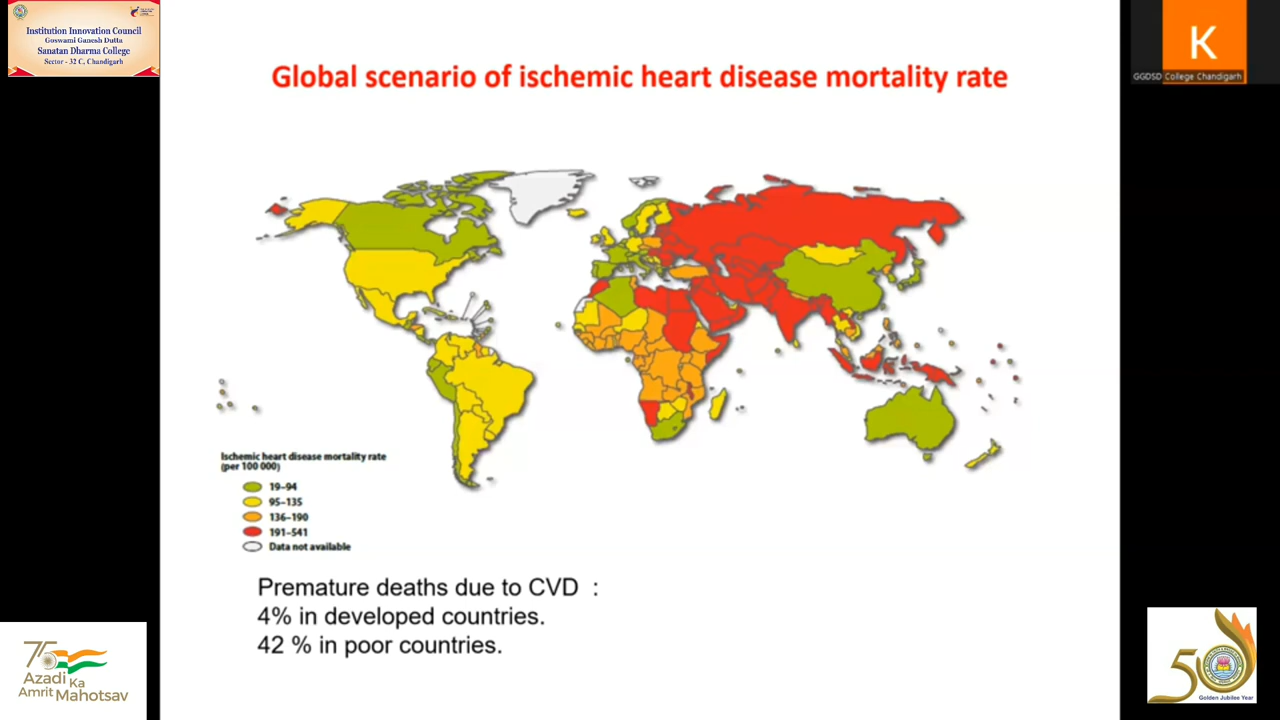 Institution Innovation Council
Goswami Ganesh Dutta
Sanatan Dharma College
Sector - 32 C, Chandigarh
K
GGDSD College Chandigarh
Global scenario of ischemic heart disease mortality rate
Ischemic heart disease mortality rate
(per 100 000)
19–94
95–135
136–190
191–541
Data not available
Premature deaths due to CVD :
4% in developed countries.
42 % in poor countries.
75
Azadi Ka
Amrit Mahotsav
50
Golden Jubilee Year